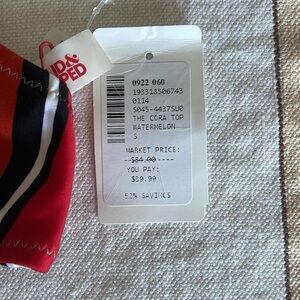 ND&
PED
0922 060
193318506743
0114
S045-4437SU0
THE CORA TOP
WATERMELON
S
MARKET PRICE:
$84.00
YOU PAY:
$39.99
52% SAVINGS